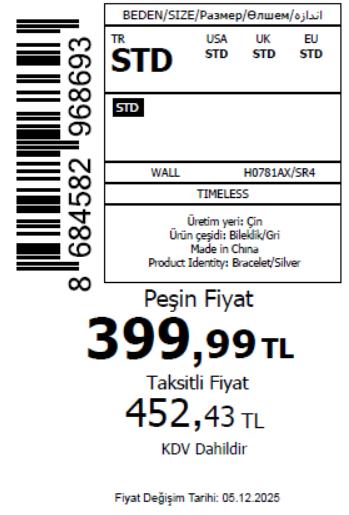 BEDEN/SIZE/Размер/Өлшем/اندازه
TR USA UK EU
STD STD STD STD
STD
WALL H0781AX/SR4
TIMELESS
Üretim yeri: Çin
Ürün çeşidi: Bileklik/Gri
Made in China
Product Identity: Bracelet/Silver
8 684582 968693
Peşin Fiyat
399,99 TL
Taksitli Fiyat
452,43 TL
KDV Dahildir
Fiyat Değişim Tarihi: 05.12.2025